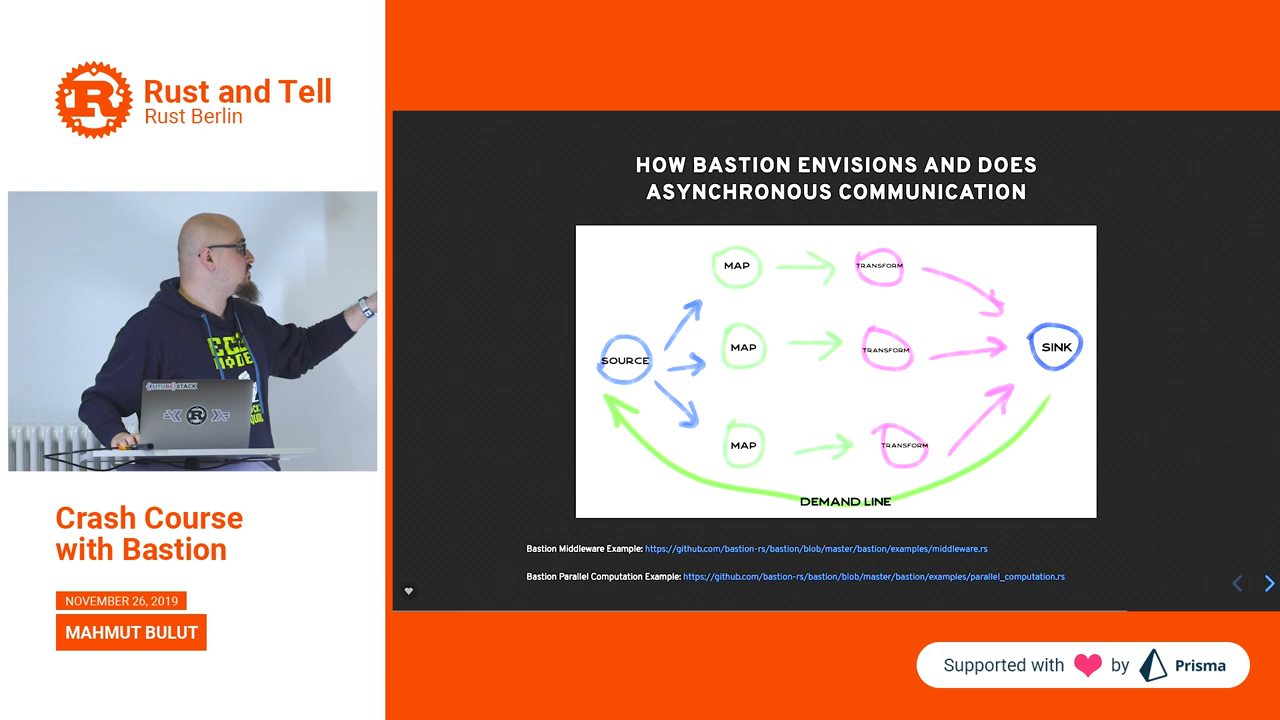 Rust and Tell
Rust Berlin
Crash Course
with Bastion
NOVEMBER 26, 2019
MAHMUT BULUT
HOW BASTION ENVISIONS AND DOES
ASYNCHRONOUS COMMUNICATION
MAP
TRANSFORM
SOURCE
MAP
TRANSFORM
SINK
MAP
TRANSFORM
DEMAND LINE
Bastion Middleware Example: https://github.com/bastion-rs/bastion/blob/master/bastion/examples/middleware.rs
Bastion Parallel Computation Example: https://github.com/bastion-rs/bastion/blob/master/bastion/examples/parallel_computation.rs
Supported with by Prisma